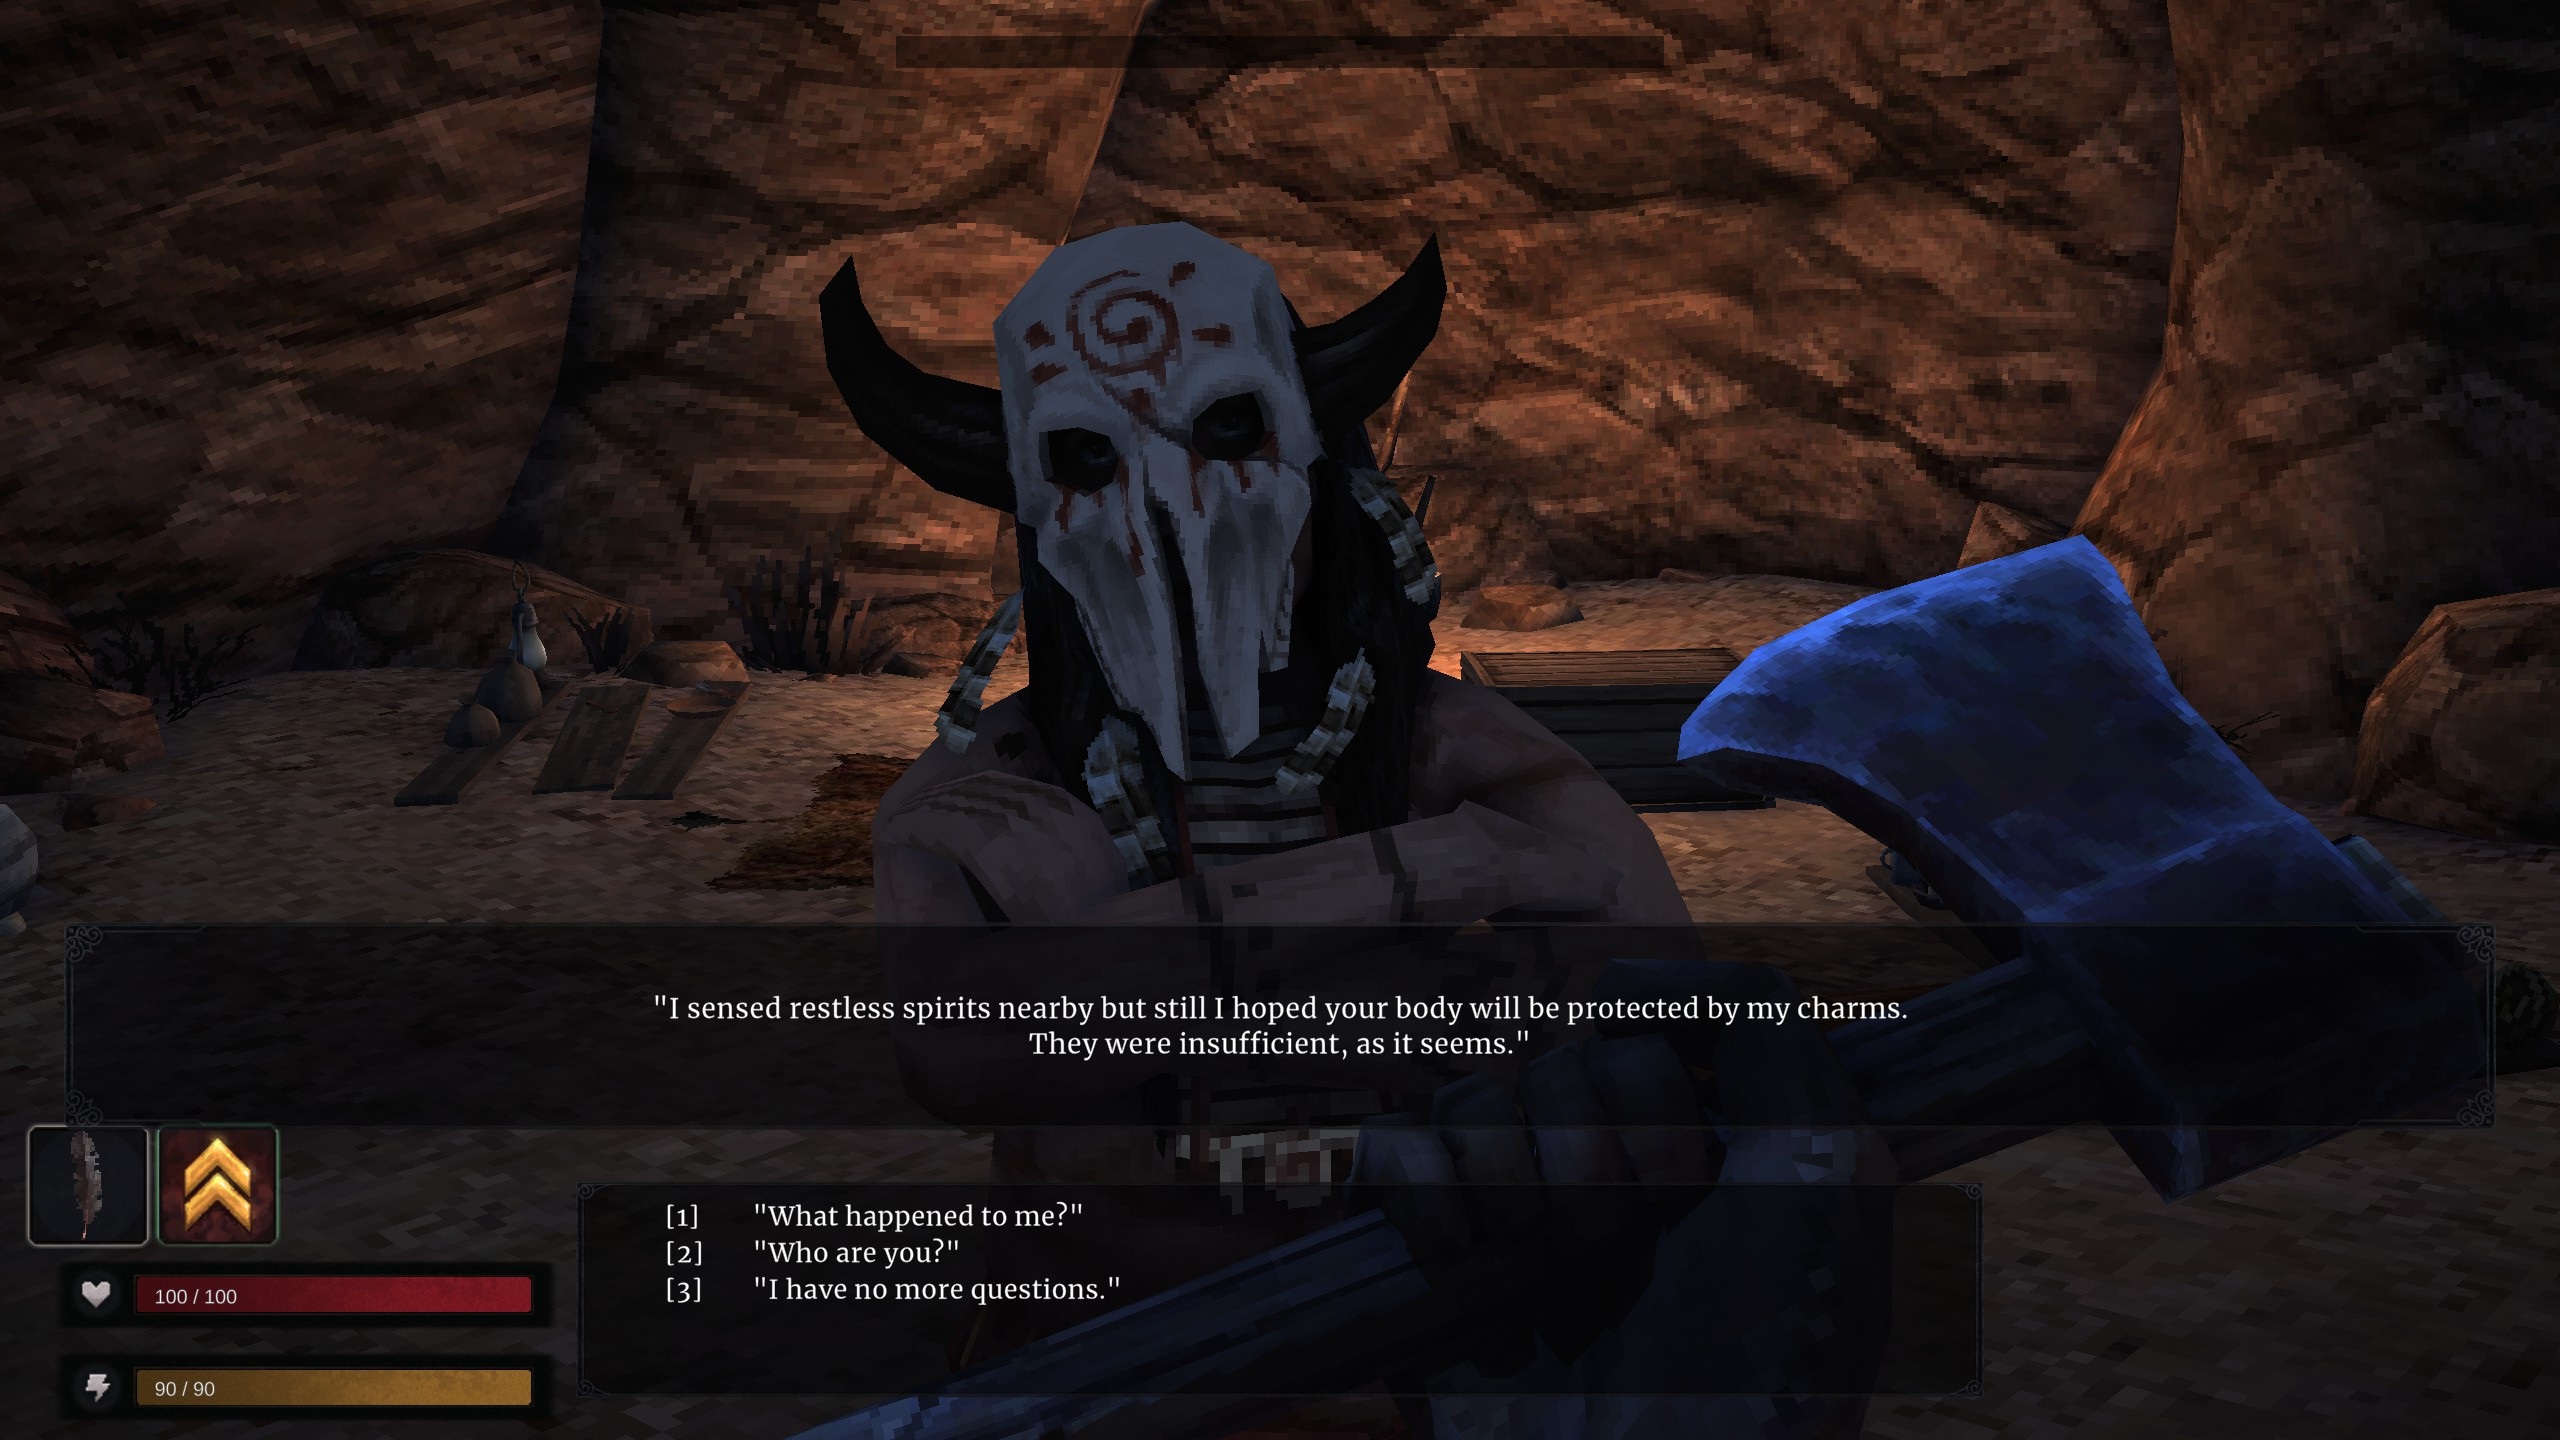 "I sensed restless spirits nearby but still I hoped your body will be protected by my charms.
They were insufficient, as it seems."
[1] "What happened to me?"
[2] "Who are you?"
[3] "I have no more questions."
100 / 100
90 / 90